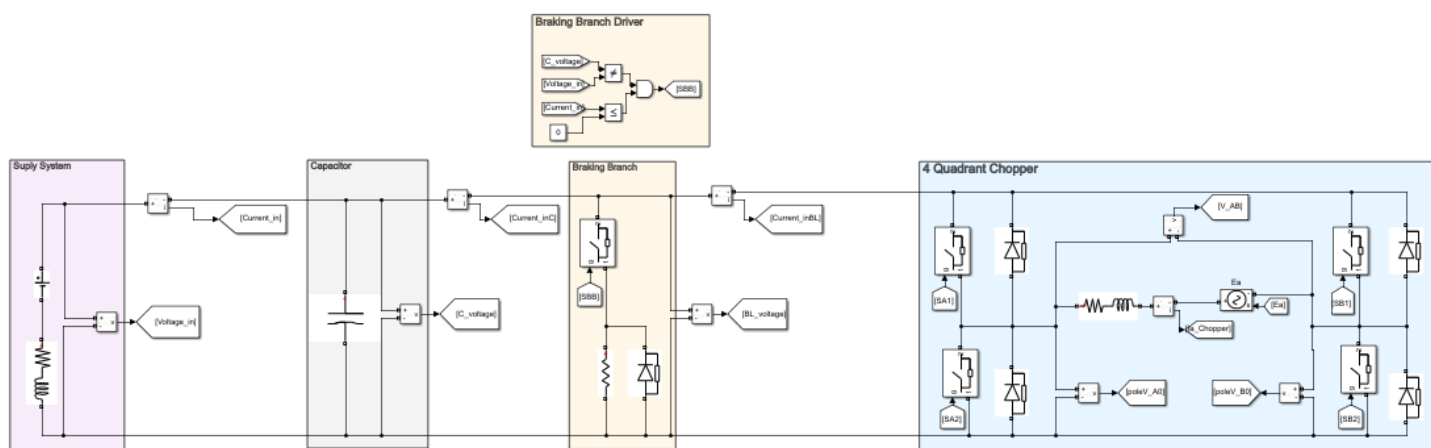 Braking Branch Driver
[C_voltage]
[Voltage_in]
≠
[SBB]
[Current_in]
≤
0
Suply System
Capacitor
Braking Branch
4 Quadrant Chopper
[Current_in]
[Current_inC]
[Current_inBL]
[V_AB]
[SBB]
[SA1]
Ea
[Ea]
[SB1]
[Voltage_in]
[C_voltage]
[BL_voltage]
[Ia_Chopper]
[SA2]
[poleV_A0]
[poleV_B0]
[SB2]